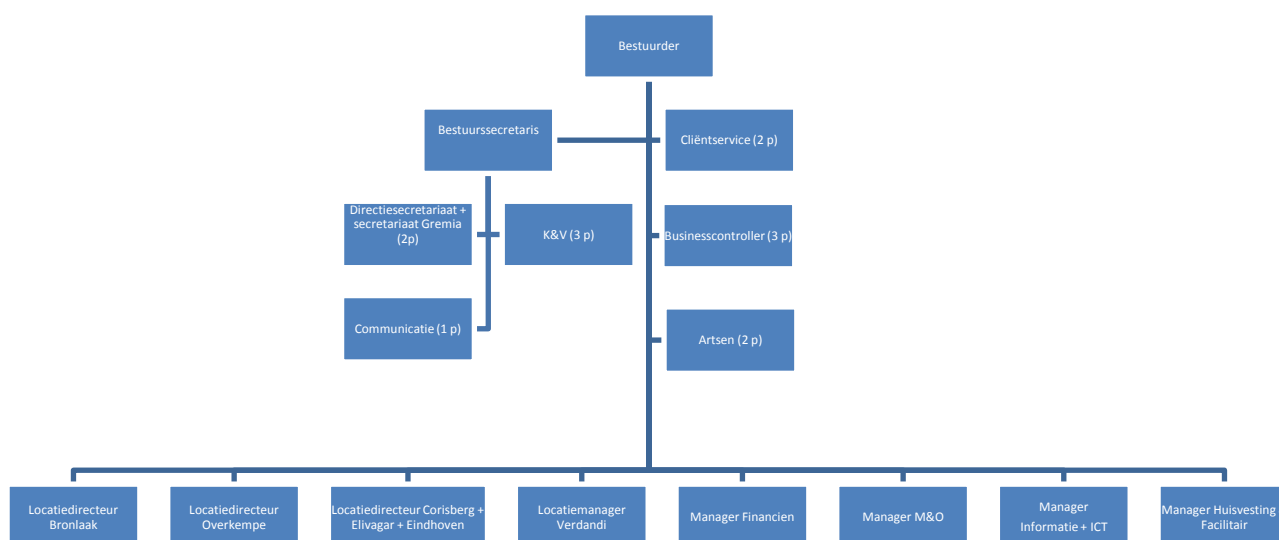 Bestuurder
Bestuurssecretaris
Cliëntservice (2 p)
Directiesecretariaat +
secretariaat Gremia
(2p)
K&V (3 p)
Businesscontroller (3 p)
Communicatie (1 p)
Artsen (2 p)
Locatiedirecteur
Bronlaak
Locatiedirecteur
Overkempe
Locatiedirecteur Corisberg +
Elivagar + Eindhoven
Locatiemanager
Verdandi
Manager Financien
Manager M&O
Manager
Informatie + ICT
Manager Huisvesting +
Facilitair